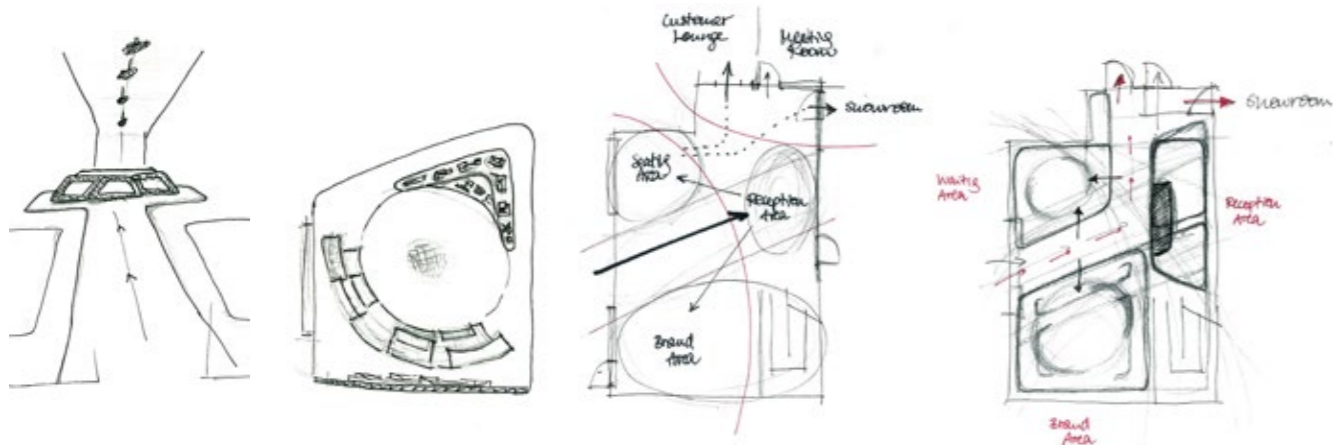 Customer
Lounge
Meeting
Room
Showroom
Seating
Area
Reception
Area
Brand
Area
Showroom
Waiting
Area
Reception
Area
Brand
Area